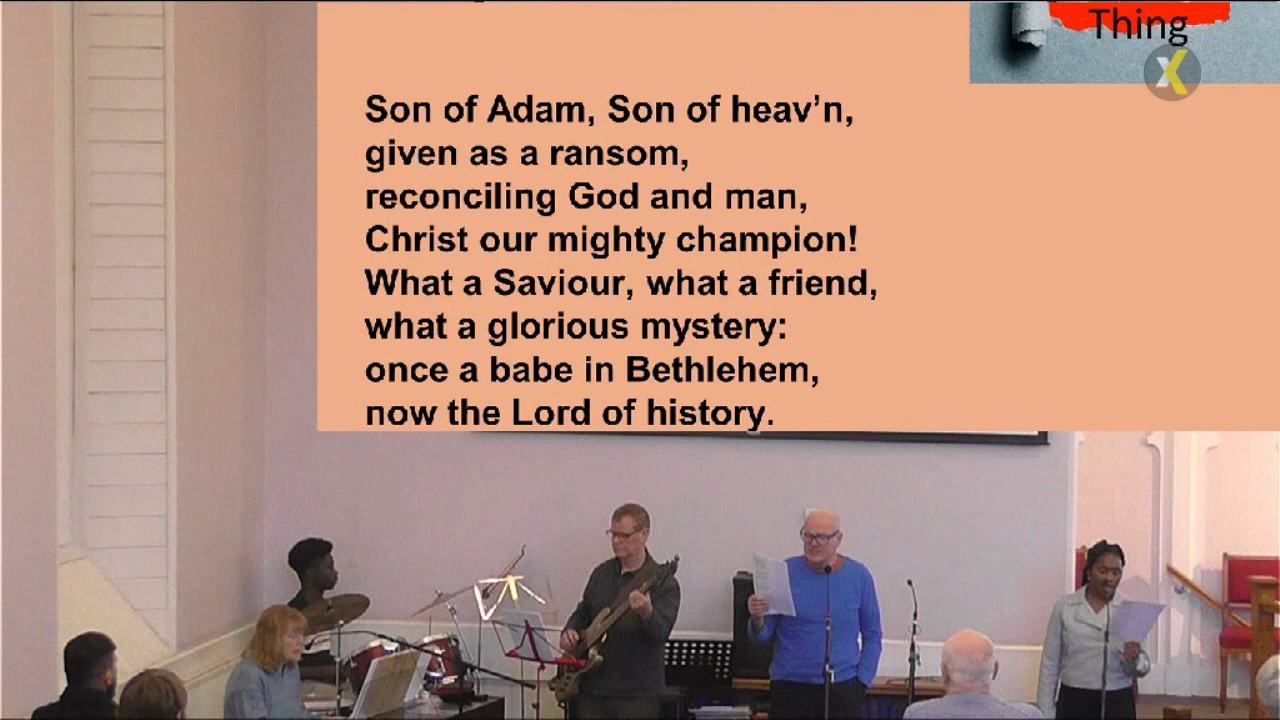 Thing
Son of Adam, Son of heav’n,
given as a ransom,
reconciling God and man,
Christ our mighty champion!
What a Saviour, what a friend,
what a glorious mystery:
once a babe in Bethlehem,
now the Lord of history.